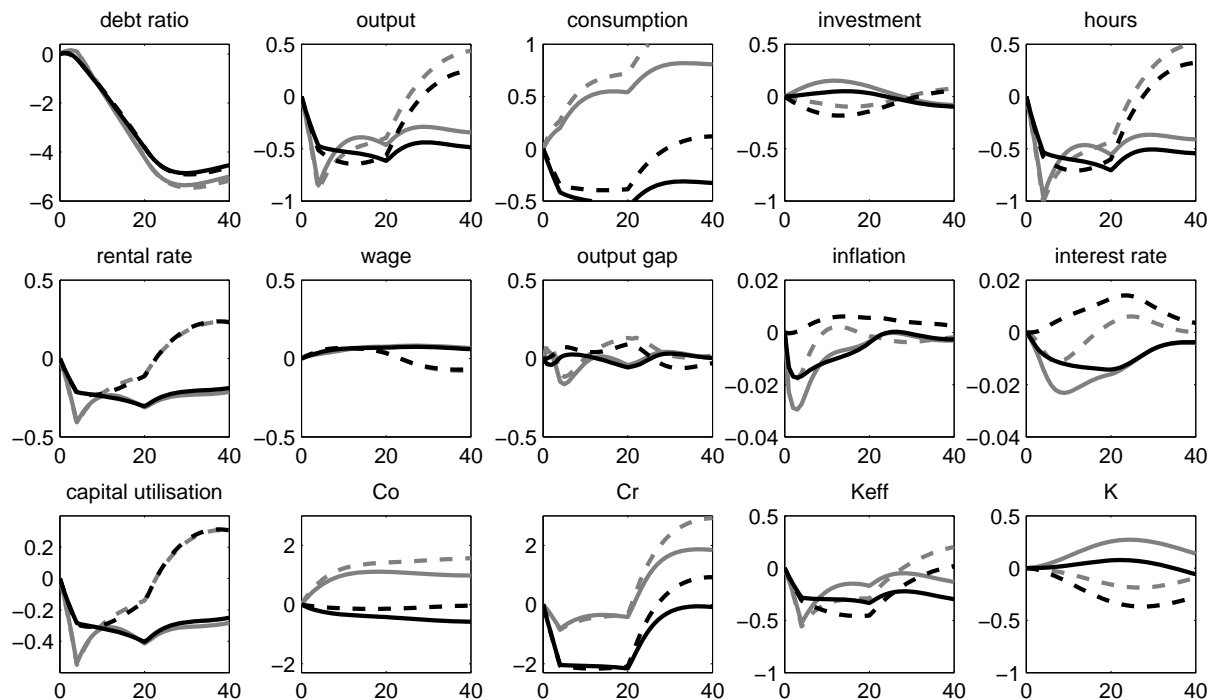 debt ratio output consumption investment hours
0 0.5 1 0.5 0.5
−2 0 0.5 0 0
−4 −0.5 0 −0.5 −0.5
−6 −1 −0.5 −1 −1
0 20 40 0 20 40 0 20 40 0 20 40 0 20 40
rental rate wage output gap inflation interest rate
0.5 0.5 0.5 0.02 0.02
0 0 0 0 0
−0.02 −0.02
−0.5 −0.5 −0.5 −0.04 −0.04
0 20 40 0 20 40 0 20 40 0 20 40 0 20 40
capital utilisation Co Cr Keff K
0.2 2 2 0.5 0.5
0 0 0 0 0
−0.2 −0.5 −0.5
−0.4 −2 −2 −1 −1
0 20 40 0 20 40 0 20 40 0 20 40 0 20 40